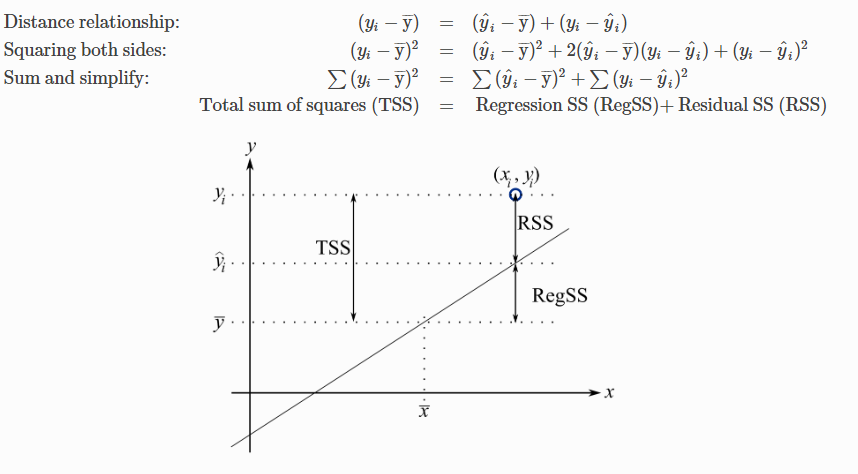 Distance relationship: (yᵢ − y̅) = (ŷᵢ − y̅) + (yᵢ − ŷᵢ)
Squaring both sides: (yᵢ − y̅)² = (ŷᵢ − y̅)² + 2(ŷᵢ − y̅)(yᵢ − ŷᵢ) + (yᵢ − ŷᵢ)²
Sum and simplify: ∑(yᵢ − y̅)² = ∑(ŷᵢ − y̅)² + ∑(yᵢ − ŷᵢ)²
Total sum of squares (TSS) = Regression SS (RegSS)+ Residual SS (RSS)
y
(xᵢ, yᵢ)
yᵢ
RSS
TSS
ŷᵢ
RegSS
y̅
x
x̅